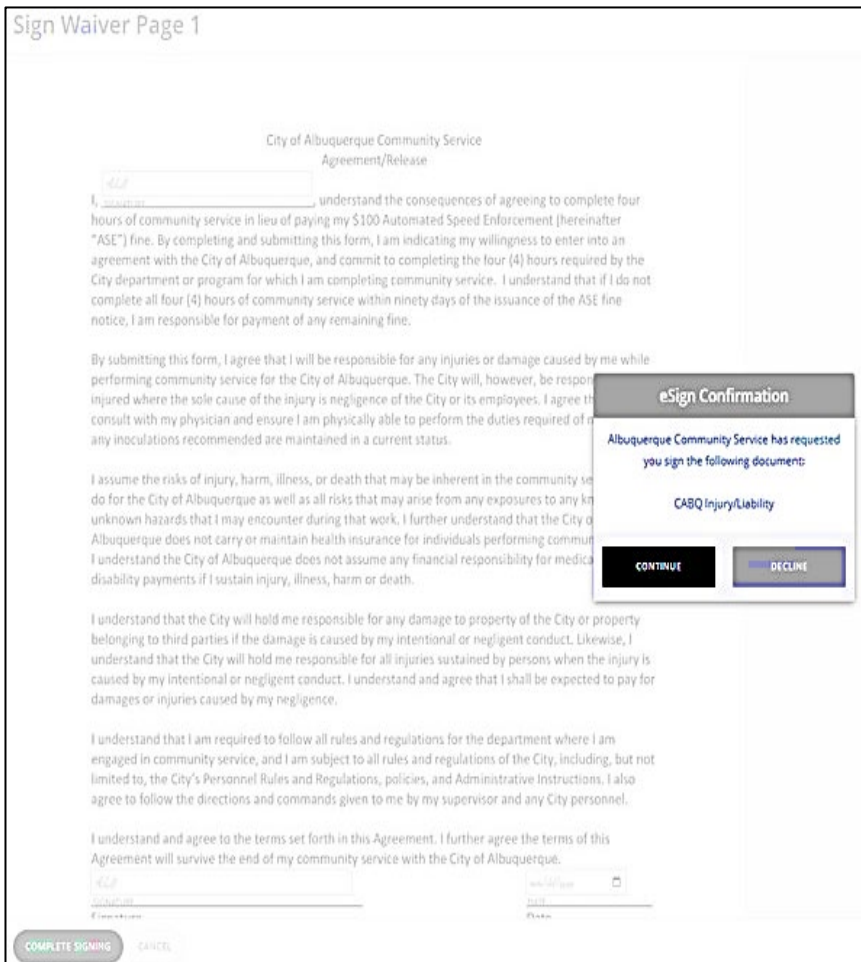 Sign Waiver Page 1
City of Albuquerque Community Service
Agreement/Release
I, , understand the consequences of agreeing to complete four
hours of community service in lieu of paying my $100 Automated Speed Enforcement (hereinafter
"ASE") fine. By completing and submitting this form, I am indicating my willingness to enter into an
agreement with the City of Albuquerque, and commit to completing the four (4) hours required by the
City department or program for which I am completing community service. I understand that if I do not
complete all four (4) hours of community service within ninety days of the issuance of the ASE fine
notice, I am responsible for payment of any remaining fine.
By submitting this form, I agree that I will be responsible for any injuries or damage caused by me while
performing community service for the City of Albuquerque. The City will, however, be respon
injured where the sole cause of the injury is negligence of the City or its employees. I agree th
consult with my physician and ensure I am physically able to perform the duties required of m
any inoculations recommended are maintained in a current status.
I assume the risks of injury, harm, illness, or death that may be inherent in the community se
do for the City of Albuquerque as well as all risks that may arise from any exposures to any kn
unknown hazards that I may encounter during that work. I further understand that the City o
Albuquerque does not carry or maintain health insurance for individuals performing commun
I understand the City of Albuquerque does not assume any financial responsibility for medica
disability payments if I sustain injury, illness, harm or death.
I understand that the City will hold me responsible for any damage to property of the City or property
belonging to third parties if the damage is caused by my intentional or negligent conduct. Likewise, I
understand that the City will hold me responsible for all injuries sustained by persons when the injury is
caused by my intentional or negligent conduct. I understand and agree that I shall be expected to pay for
damages or injuries caused by my negligence.
I understand that I am required to follow all rules and regulations for the department where I am
engaged in community service, and I am subject to all rules and regulations of the City, including, but not
limited to, the City's Personnel Rules and Regulations, policies, and Administrative Instructions. I also
agree to follow the directions and commands given to me by my supervisor and any City personnel.
I understand and agree to the terms set forth in this Agreement. I further agree the terms of this
Agreement will survive the end of my community service with the City of Albuquerque.
SIGNATURE DATE
Signature Date
COMPLETE SIGNING CANCEL
eSign Confirmation
Albuquerque Community Service has requested
you sign the following document:
CABQ Injury/Liability
CONTINUE DECLINE